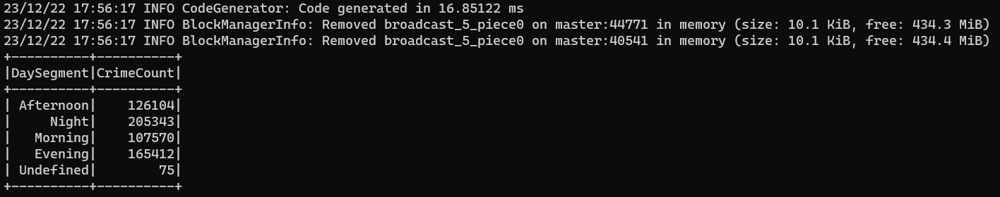 23/12/22 17:56:17 INFO CodeGenerator: Code generated in 16.85122 ms
23/12/22 17:56:17 INFO BlockManagerInfo: Removed broadcast_5_piece0 on master:44771 in memory (size: 10.1 KiB, free: 434.3 MiB)
23/12/22 17:56:17 INFO BlockManagerInfo: Removed broadcast_5_piece0 on master:40541 in memory (size: 10.1 KiB, free: 434.4 MiB)
+----------+----------+
|DaySegment|CrimeCount|
+----------+----------+
| Afternoon|    126104|
|     Night|    205343|
|   Morning|    107570|
|   Evening|    165412|
| Undefined|        75|
+----------+----------+